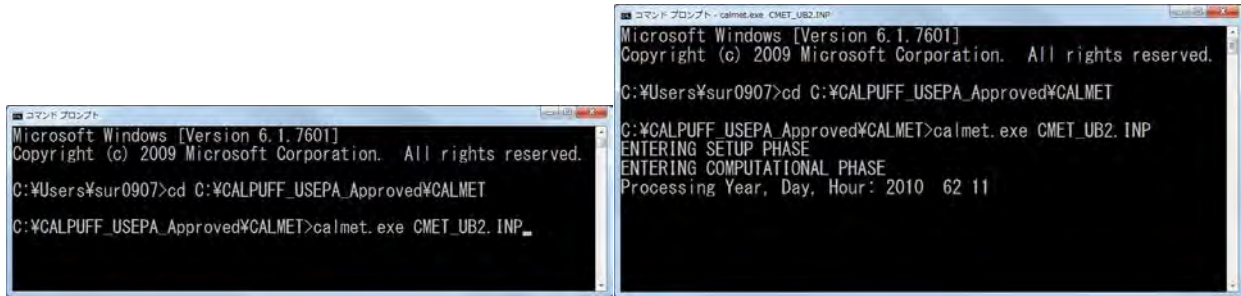 コマンド プロンプト
Microsoft Windows [Version 6.1.7601]
Copyright (c) 2009 Microsoft Corporation.  All rights reserved.
C:¥Users¥sur0907>cd C:¥CALPUFF_USEPA_Approved¥CALMET
C:¥CALPUFF_USEPA_Approved¥CALMET>calmet.exe CMET_UB2.INP_
コマンド プロンプト - calmet.exe  CMET_UB2.INP
Microsoft Windows [Version 6.1.7601]
Copyright (c) 2009 Microsoft Corporation.  All rights reserved.
C:¥Users¥sur0907>cd C:¥CALPUFF_USEPA_Approved¥CALMET
C:¥CALPUFF_USEPA_Approved¥CALMET>calmet.exe CMET_UB2.INP
ENTERING SETUP PHASE
ENTERING COMPUTATIONAL PHASE
Processing Year, Day, Hour: 2010  62 11